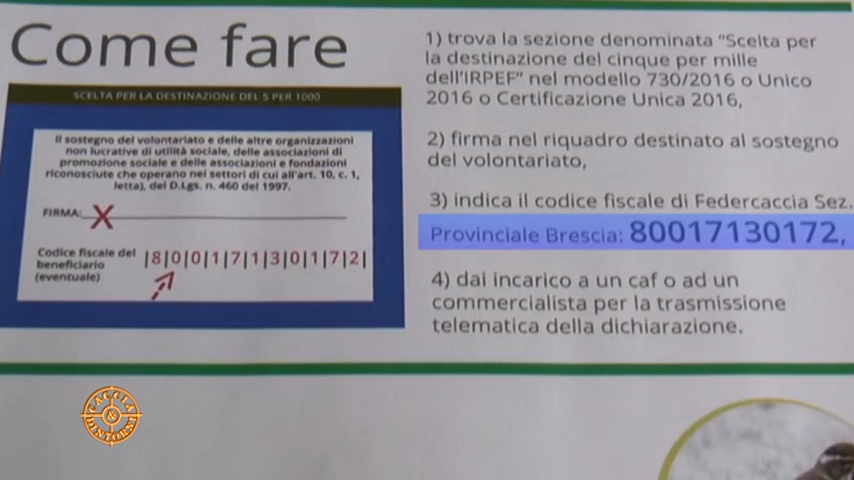 Come fare
SCELTA PER LA DESTINAZIONE DEL 5 PER 1000
Il sostegno del volontariato e delle altre organizzazioni
non lucrative di utilità sociale, delle associazioni di
promozione sociale e delle associazioni e fondazioni
riconosciute che operano nei settori di cui all'art. 10, c. 1,
letta), del D.Lgs. n. 460 del 1997.
FIRMA: X
Codice fiscale del
beneficiario
(eventuale)
|8|0|0|1|7|1|3|0|1|7|2|
1) trova la sezione denominata "Scelta per
la destinazione del cinque per mille
dell'IRPEF" nel modello 730/2016 o Unico
2016 o Certificazione Unica 2016,
2) firma nel riquadro destinato al sostegno
del volontariato,
3) indica il codice fiscale di Federcaccia Sez.
Provinciale Brescia: 80017130172,
4) dai incarico a un caf o ad un
commercialista per la trasmissione
telematica della dichiarazione.
CACCIA
&
DINTORNI